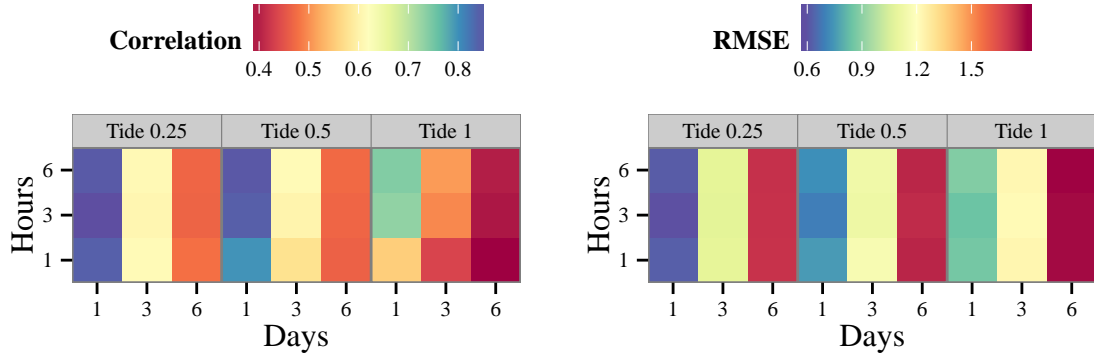 Correlation
0.4 0.5 0.6 0.7 0.8
Tide 0.25 Tide 0.5 Tide 1
Hours
6
3
1
1 3 6 1 3 6 1 3 6
Days
RMSE
0.6 0.9 1.2 1.5
Tide 0.25 Tide 0.5 Tide 1
Hours
6
3
1
1 3 6 1 3 6 1 3 6
Days